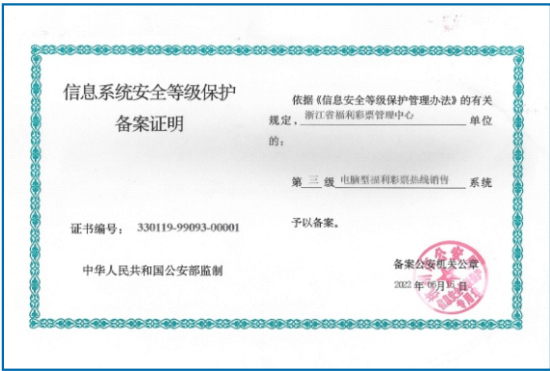 信息系统安全等级保护
备案证明
证书编号： 330119-99093-00001
中华人民共和国公安部监制
依据《信息安全等级保护管理办法》的有关
规定，浙江省福利彩票管理中心 单位
的：
第 三 级 电脑型福利彩票热线销售 系统
予以备案。
备案公安机关公章
2022 年 06月 日